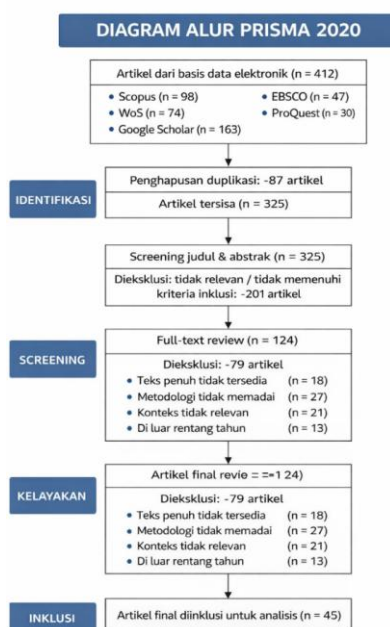 DIAGRAM ALUR PRISMA 2020
Artikel dari basis data elektronik (n = 412)
• Scopus (n = 98)
• EBSCO (n = 47)
• WoS (n = 74)
• ProQuest (n = 30)
• Google Scholar (n = 163)
IDENTIFIKASI
Penghapusan duplikasi: -87 artikel
Artikel tersisa (n = 325)
Screening judul & abstrak (n = 325)
Dieksklusi: tidak relevan / tidak memenuhi
kriteria inklusi: -201 artikel
SCREENING
Full-text review (n = 124)
Dieksklusi: -79 artikel
• Teks penuh tidak tersedia (n = 18)
• Metodologi tidak memadai (n = 27)
• Konteks tidak relevan (n = 21)
• Di luar rentang tahun (n = 13)
KELAYAKAN
Artikel final revie = ==1 24)
Dieksklusi: -79 artikel
• Teks penuh tidak tersedia (n = 18)
• Metodologi tidak memadai (n = 27)
• Konteks tidak relevan (n = 21)
• Di luar rentang tahun (n = 13)
INKLUSI
Artikel final diinklusi untuk analisis (n = 45)